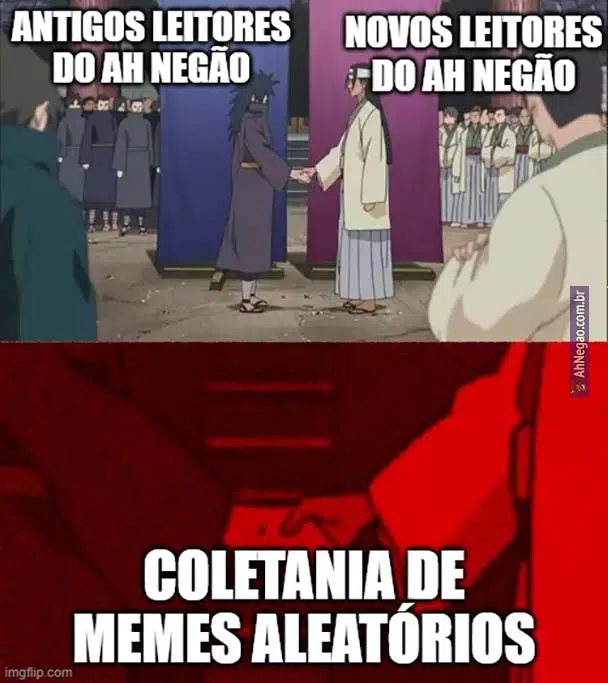 ANTIGOS LEITORES
DO AH NEGÃO
NOVOS LEITORES
DO AH NEGÃO
AhNegao.com.br
COLETANIA DE
MEMES ALEATÓRIOS
imgflip.com